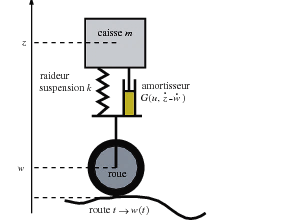 caisse m
z
raideur
suspension k
amortisseur
G(u, ż-ẇ)
w
roue
route t → w(t)